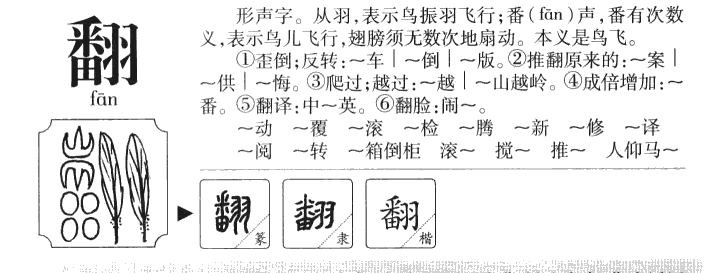 翻
fān
形声字。从羽,表示鸟振羽飞行;番(fān)声,番有次数
义,表示鸟儿飞行,翅膀须无数次地扇动。本义是鸟飞。
①歪倒;反转:~车|~倒|~版。②推翻原来的:~案|
~供|~悔。③爬过;越过:~越|~山越岭。④成倍增加:~
番。⑤翻译:中~英。⑥翻脸;闹~。
~动 ~覆 ~滚 ~检 ~腾 ~新 ~修 ~译
~阅 ~转 ~箱倒柜 滚~ 搅~ 推~ 人仰马~
翻 篆 翻 隶 翻 楷